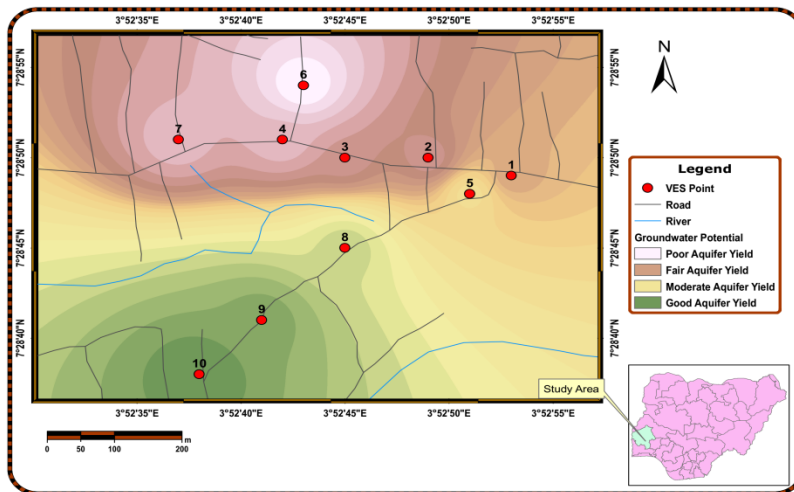 3°52'35"E 3°52'40"E 3°52'45"E 3°52'50"E 3°52'55"E
7°28'55"N
7°28'50"N
7°28'45"N
7°28'40"N
7°28'55"N
7°28'50"N
7°28'45"N
7°28'40"N
6
7
4
3
2
1
5
8
9
10
3°52'35"E 3°52'40"E 3°52'45"E 3°52'50"E 3°52'55"E
N
Legend
VES Point
Road
River
Groundwater Potential
Poor Aquifer Yield
Fair Aquifer Yield
Moderate Aquifer Yield
Good Aquifer Yield
Study Area
0 50 100 200
m